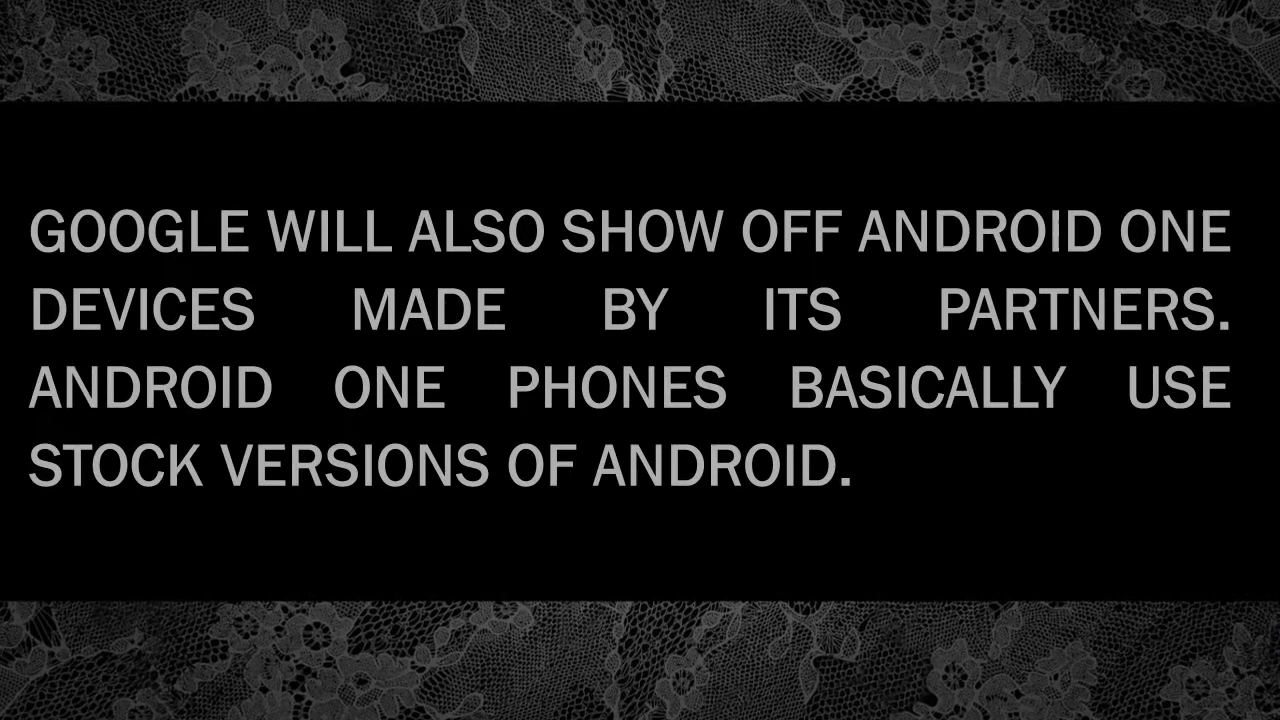 GOOGLE WILL ALSO SHOW OFF ANDROID ONE
DEVICES MADE BY ITS PARTNERS.
ANDROID ONE PHONES BASICALLY USE
STOCK VERSIONS OF ANDROID.